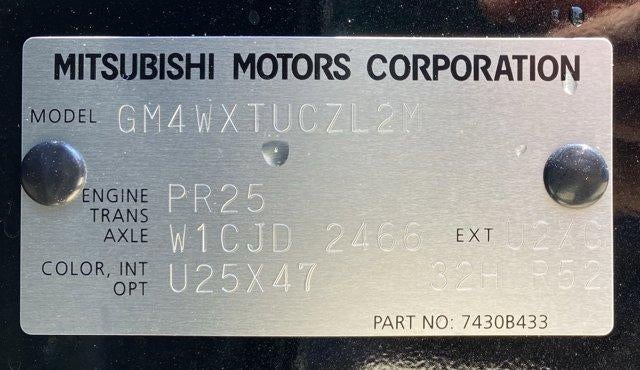 MITSUBISHI MOTORS CORPORATION
MODEL GM4WXTUCZL2M
ENGINE PR25
TRANS
AXLE W1CJD 2466 EXT
COLOR, INT U25X47 32H R52
OPT
PART NO: 7430B433